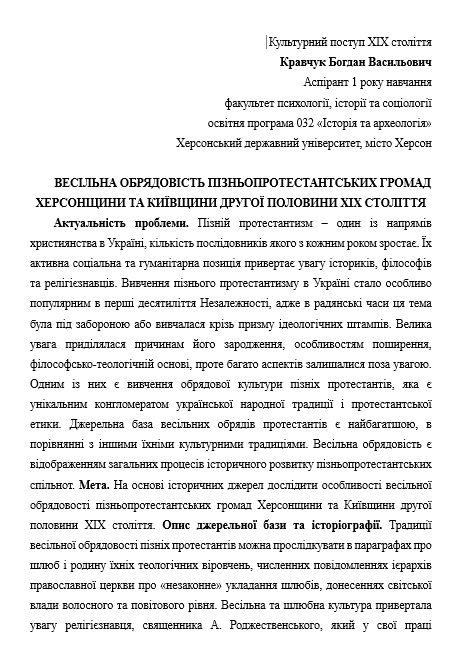 Культурний поступ ХІХ століття
Кравчук Богдан Васильович
Аспірант 1 року навчання
факультет психології, історії та соціології
освітня програма 032 «Історія та археологія»
Херсонський державний університет, місто Херсон
ВЕСІЛЬНА ОБРЯДОВІСТЬ ПІЗНЬОПРОТЕСТАНТСЬКИХ ГРОМАД
ХЕРСОНЩИНИ ТА КИЇВЩИНИ ДРУГОЇ ПОЛОВИНИ ХІХ СТОЛІТТЯ
Актуальність проблеми. Пізній протестантизм – один із напрямів
християнства в Україні, кількість послідовників якого з кожним роком зростає. Їх
активна соціальна та гуманітарна позиція привертає увагу істориків, філософів
та релігієзнавців. Вивчення пізнього протестантизму в Україні стало особливо
популярним в перші десятиліття Незалежності, адже в радянські часи ця тема
була під забороною або вивчалася крізь призму ідеологічних штампів. Велика
увага приділялася причинам його зародження, особливостям поширення,
філософсько-теологічній основі, проте багато аспектів залишалися поза увагою.
Одним із них є вивчення обрядової культури пізніх протестантів, яка є
унікальним конгломератом української народної традиції і протестантської
етики. Джерельна база весільних обрядів протестантів є найбагатшою, в
порівнянні з іншими їхніми культурними традиціями. Весільна обрядовість є
відображенням загальних процесів історичного розвитку пізньопротестантських
спільнот. Мета. На основі історичних джерел дослідити особливості весільної
обрядовості пізньопротестантських громад Херсонщини та Київщини другої
половини ХІХ століття. Опис джерельної бази та історіографії. Традиції
весільної обрядовості пізніх протестантів можна прослідкувати в параграфах про
шлюб і родину їхніх теологічних віровчень, численних повідомленнях ієрархів
православної церкви про «незаконне» укладання шлюбів, донесеннях світської
влади волосного та повітового рівня. Весільна та шлюбна культура привертала
увагу релігієзнавця, священника А. Рождественського, який у свої праці